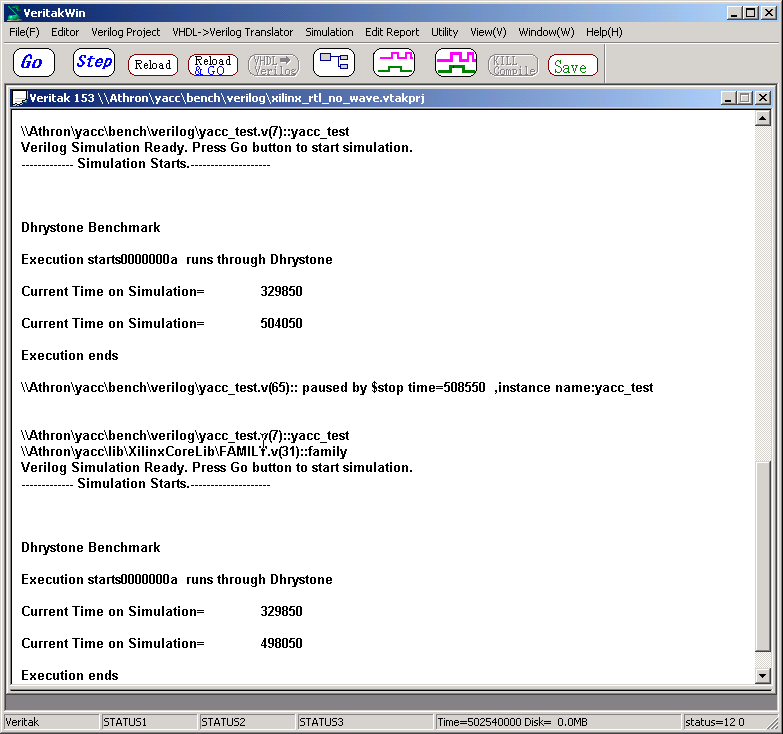 VeritakWin
File(F) Editor Verilog Project VHDL->Verilog Translator Simulation Edit Report Utility View(V) Window(W) Help(H)
Go Step Reload Reload & GO VHDL Verilog KILL Compile Save
Veritak 153 \\Athron\yacc\bench\verilog\xilinx_rtl_no_wave.vtakprj
\\Athron\yacc\bench\verilog\yacc_test.v(7)::yacc_test
Verilog Simulation Ready. Press Go button to start simulation.
------------- Simulation Starts.--------------------
Dhrystone Benchmark
Execution starts0000000a  runs through Dhrystone
Current Time on Simulation= 329850
Current Time on Simulation= 504050
Execution ends
\\Athron\yacc\bench\verilog\yacc_test.v(65):: paused by $stop time=508550  ,instance name:yacc_test
\\Athron\yacc\bench\verilog\yacc_test.v(7)::yacc_test
\\Athron\yacc\lib\XilinxCoreLib\FAMILY.v(31)::family
Verilog Simulation Ready. Press Go button to start simulation.
------------- Simulation Starts.--------------------
Dhrystone Benchmark
Execution starts0000000a  runs through Dhrystone
Current Time on Simulation= 329850
Current Time on Simulation= 498050
Execution ends
Veritak STATUS1 STATUS2 STATUS3 Time=502540000 Disk=  0.0MB status=12 0